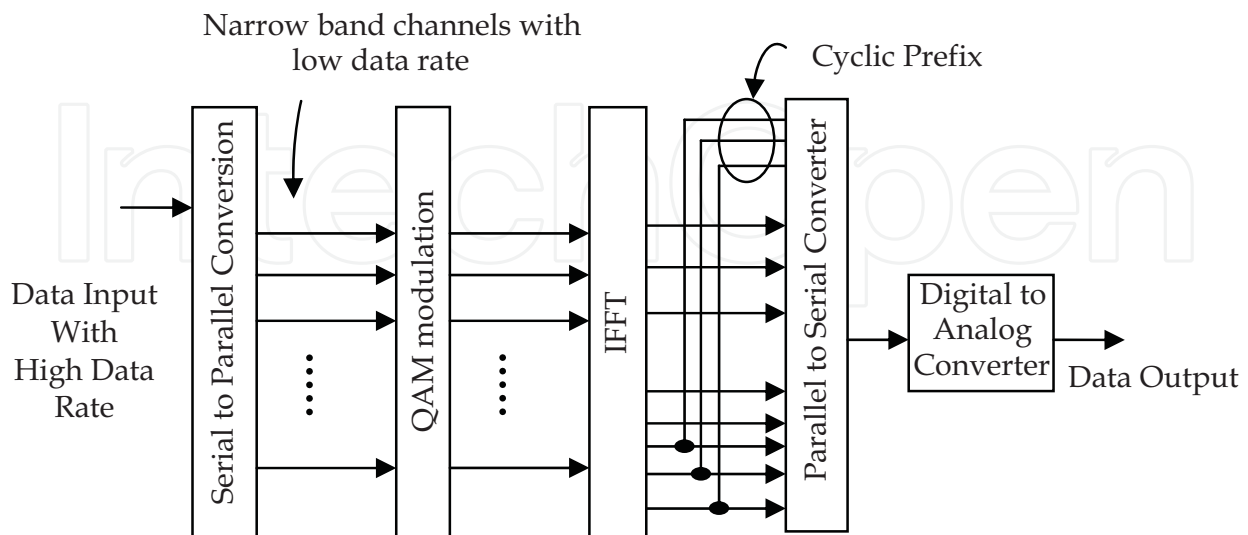 Narrow band channels with
low data rate
Cyclic Prefix
IntechOpen
Data Input
With
High Data
Rate
Serial to Parallel Conversion
QAM modulation
IFFT
Parallel to Serial Converter
Digital to
Analog
Converter
Data Output